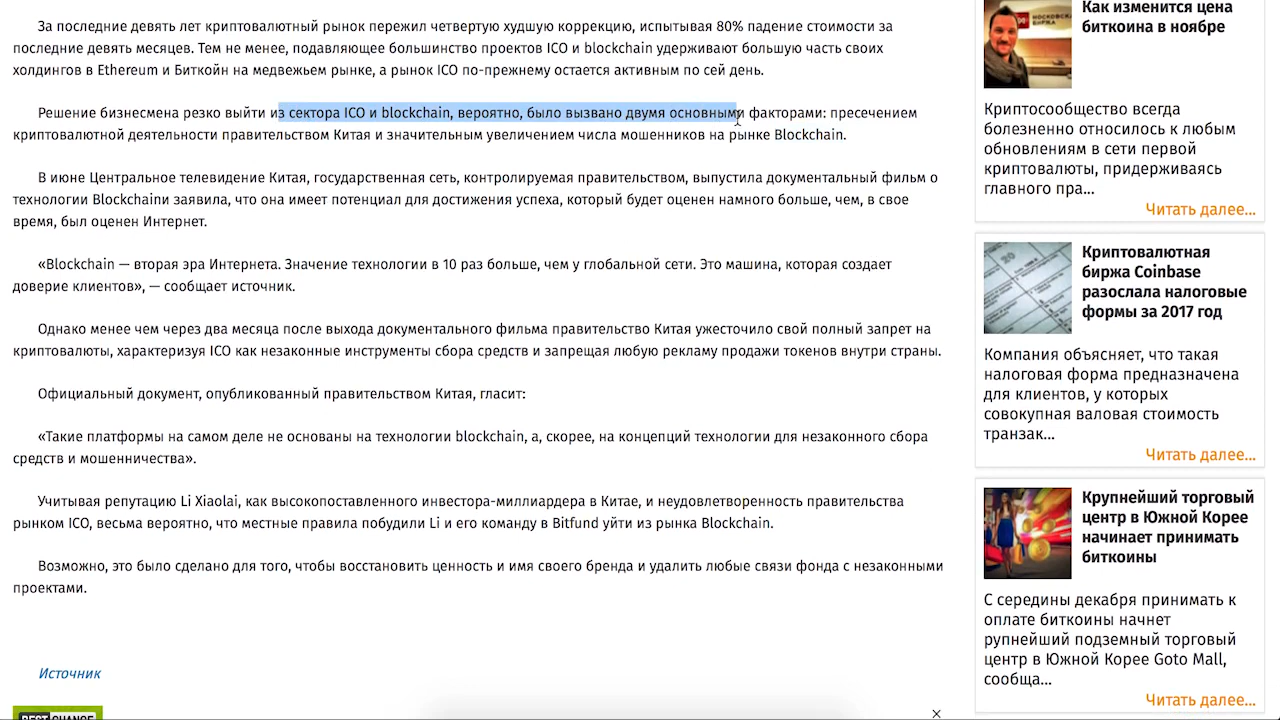 За последние девять лет криптовалютный рынок пережил четвертую худшую коррекцию, испытывая 80% падение стоимости за
последние девять месяцев. Тем не менее, подавляющее большинство проектов ICO и blockchain удерживают большую часть своих
холдингов в Ethereum и Биткойн на медвежьем рынке, а рынок ICO по-прежнему остается активным по сей день.
Решение бизнесмена резко выйти из сектора ICO и blockchain, вероятно, было вызвано двумя основными факторами: пресечением
криптовалютной деятельности правительством Китая и значительным увеличением числа мошенников на рынке Blockchain.
В июне Центральное телевидение Китая, государственная сеть, контролируемая правительством, выпустила документальный фильм о
технологии Blockchainи заявила, что она имеет потенциал для достижения успеха, который будет оценен намного больше, чем, в свое
время, был оценен Интернет.
«Blockchain — вторая эра Интернета. Значение технологии в 10 раз больше, чем у глобальной сети. Это машина, которая создает
доверие клиентов», — сообщает источник.
Однако менее чем через два месяца после выхода документального фильма правительство Китая ужесточило свой полный запрет на
криптовалюты, характеризуя ICO как незаконные инструменты сбора средств и запрещая любую рекламу продажи токенов внутри страны.
Официальный документ, опубликованный правительством Китая, гласит:
«Такие платформы на самом деле не основаны на технологии blockchain, а, скорее, на концепций технологии для незаконного сбора
средств и мошенничества».
Учитывая репутацию Li Xiaolai, как высокопоставленного инвестора-миллиардера в Китае, и неудовлетворенность правительства
рынком ICO, весьма вероятно, что местные правила побудили Li и его команду в Bitfund уйти из рынка Blockchain.
Возможно, это было сделано для того, чтобы восстановить ценность и имя своего бренда и удалить любые связи фонда с незаконными
проектами.
Источник
BESTCHANGE
Как изменится цена
биткоина в ноябре
Криптосообщество всегда
болезненно относилось к любым
обновлениям в сети первой
криптовалюты, придерживаясь
главного пра...
Читать далее...
Криптовалютная
биржа Coinbase
разослала налоговые
формы за 2017 год
Компания объясняет, что такая
налоговая форма предназначена
для клиентов, у которых
совокупная валовая стоимость
транзак...
Читать далее...
Крупнейший торговый
центр в Южной Корее
начинает принимать
биткоины
С середины декабря принимать к
оплате биткоины начнет
рупнейший подземный торговый
центр в Южной Корее Goto Mall,
сообща...
Читать далее...